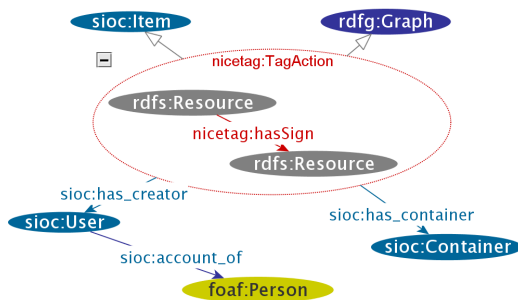 sioc:Item
rdfg:Graph
nicetag:TagAction
rdfs:Resource
nicetag:hasSign
rdfs:Resource
sioc:has_creator
sioc:has_container
sioc:User
sioc:Container
sioc:account_of
foaf:Person